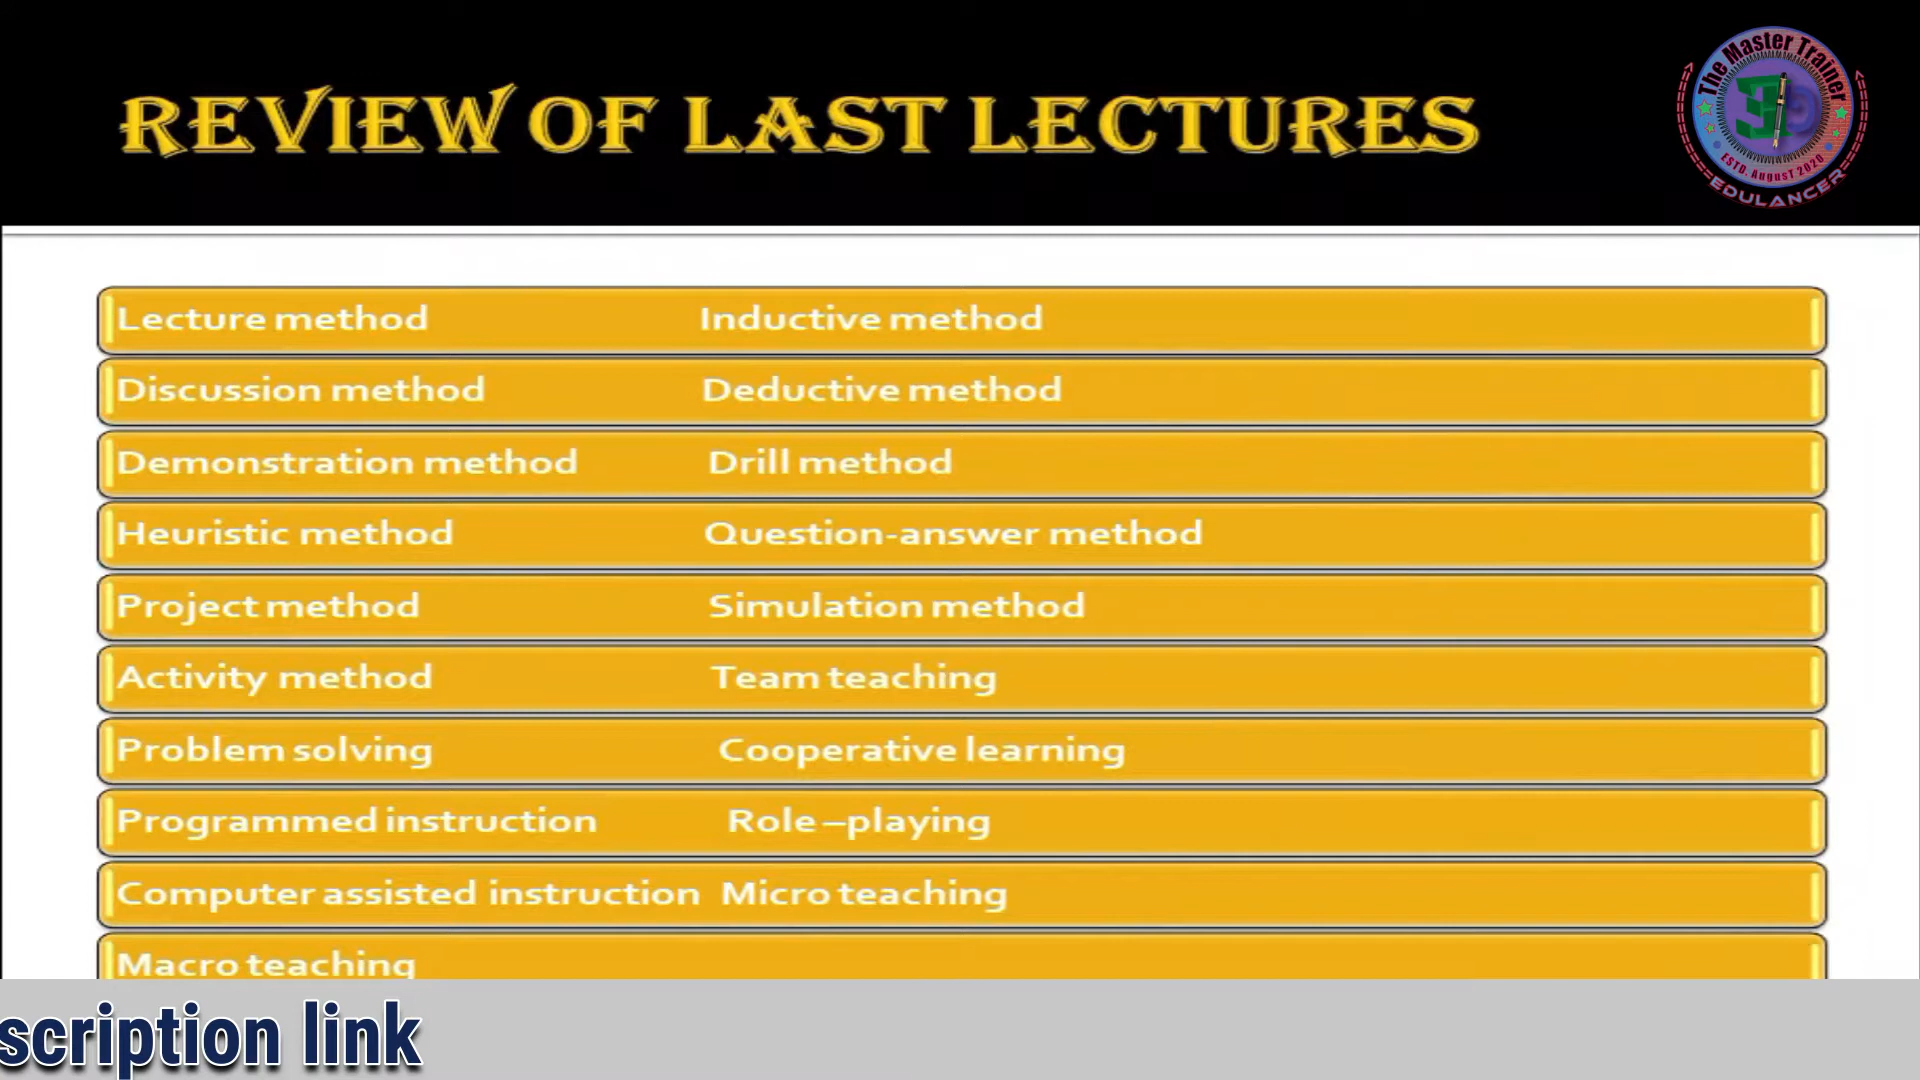 REVIEW OF LAST LECTURES
The Master Trainer
ESTD. AugusT 2020
EDULANCER
Lecture method Inductive method
Discussion method Deductive method
Demonstration method Drill method
Heuristic method Question-answer method
Project method Simulation method
Activity method Team teaching
Problem solving Cooperative learning
Programmed instruction Role –playing
Computer assisted instruction Micro teaching
Macro teaching
scription link